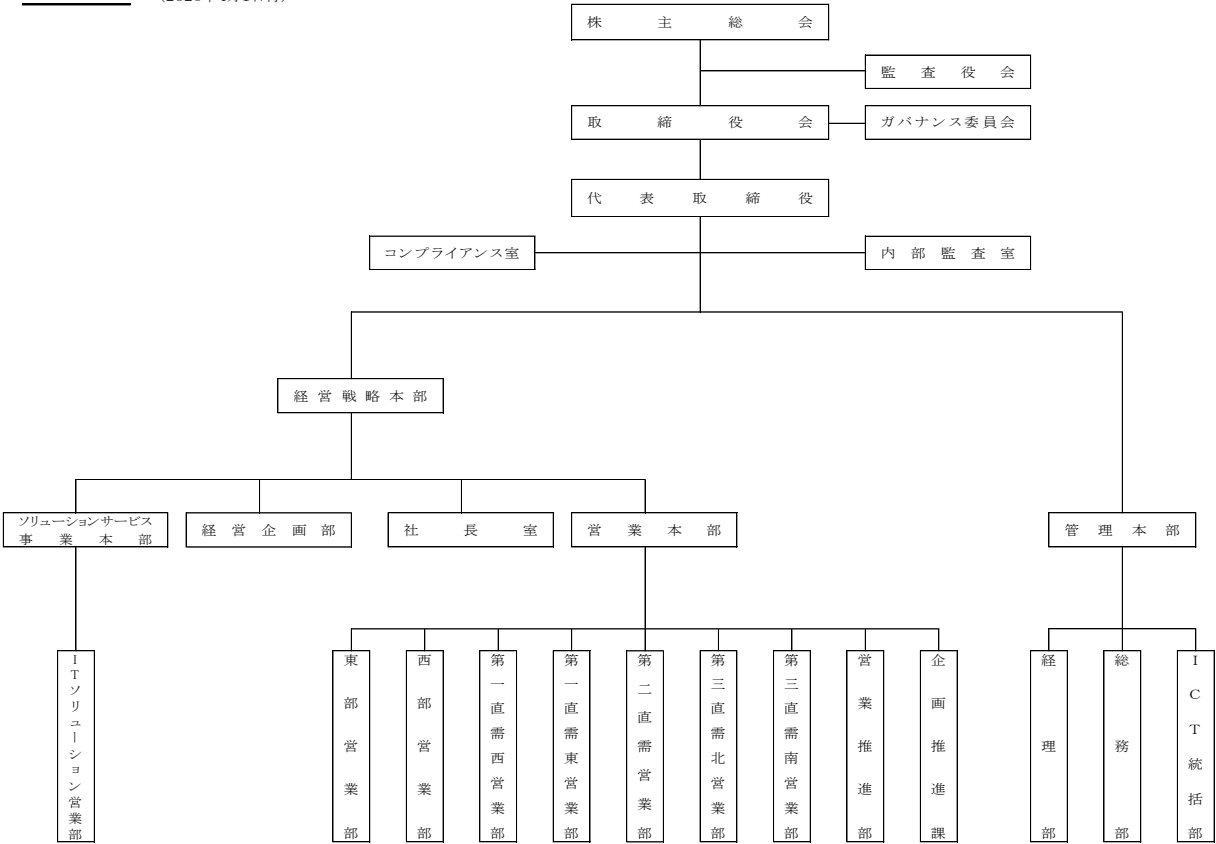 株主総会
監査役会
取締役会
ガバナンス委員会
代表取締役
コンプライアンス室
内部監査室
経営戦略本部
ソリューションサービス
事業本部
経営企画部
社長室
営業本部
管理本部
ITソリューション営業部
東部営業部
西部営業部
第一直需西営業部
第一直需東営業部
第二直需営業部
第三直需北営業部
第三直需南営業部
営業推進部
企画推進課
経理部
総務部
ICT統括部